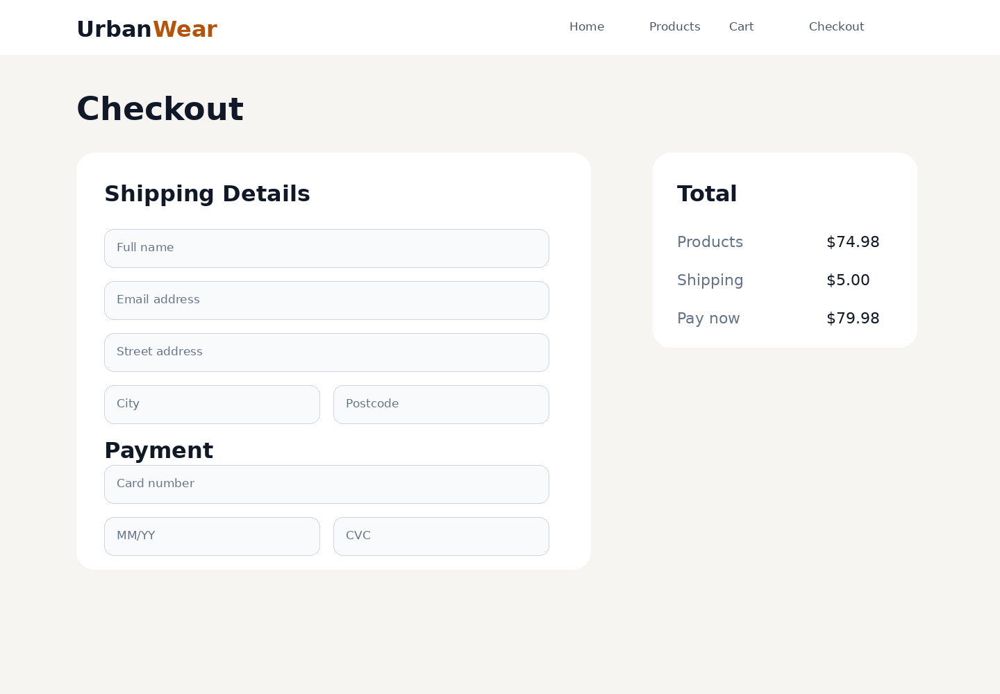 UrbanWear
Home Products Cart Checkout
Checkout
Shipping Details
Full name
Email address
Street address
City Postcode
Payment
Card number
MM/YY CVC
Total
Products $74.98
Shipping $5.00
Pay now $79.98